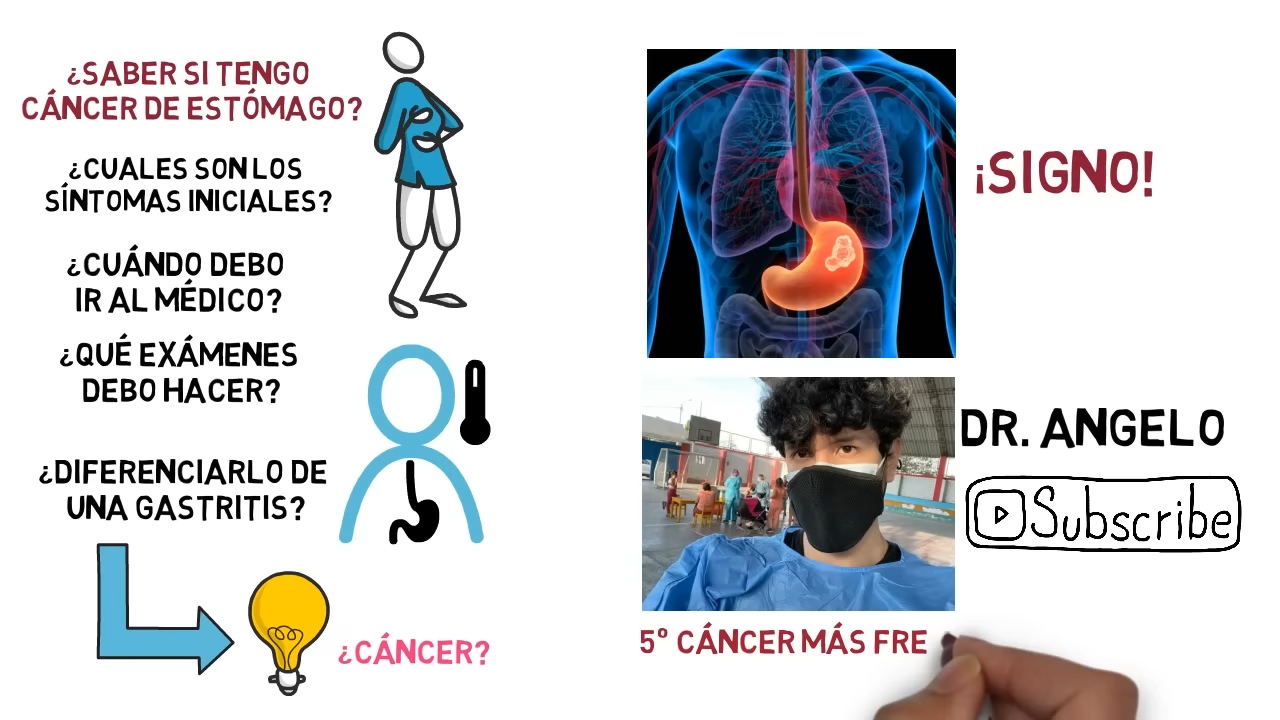 ¿SABER SI TENGO
CÁNCER DE ESTÓMAGO?
¿CUALES SON LOS
SÍNTOMAS INICIALES?
¿CUÁNDO DEBO
IR AL MÉDICO?
¿QUÉ EXÁMENES
DEBO HACER?
¿DIFERENCIARLO DE
UNA GASTRITIS?
¿CÁNCER?
¡SIGNO!
DR. ANGELO
Subscribe
5° CÁNCER MÁS FRE